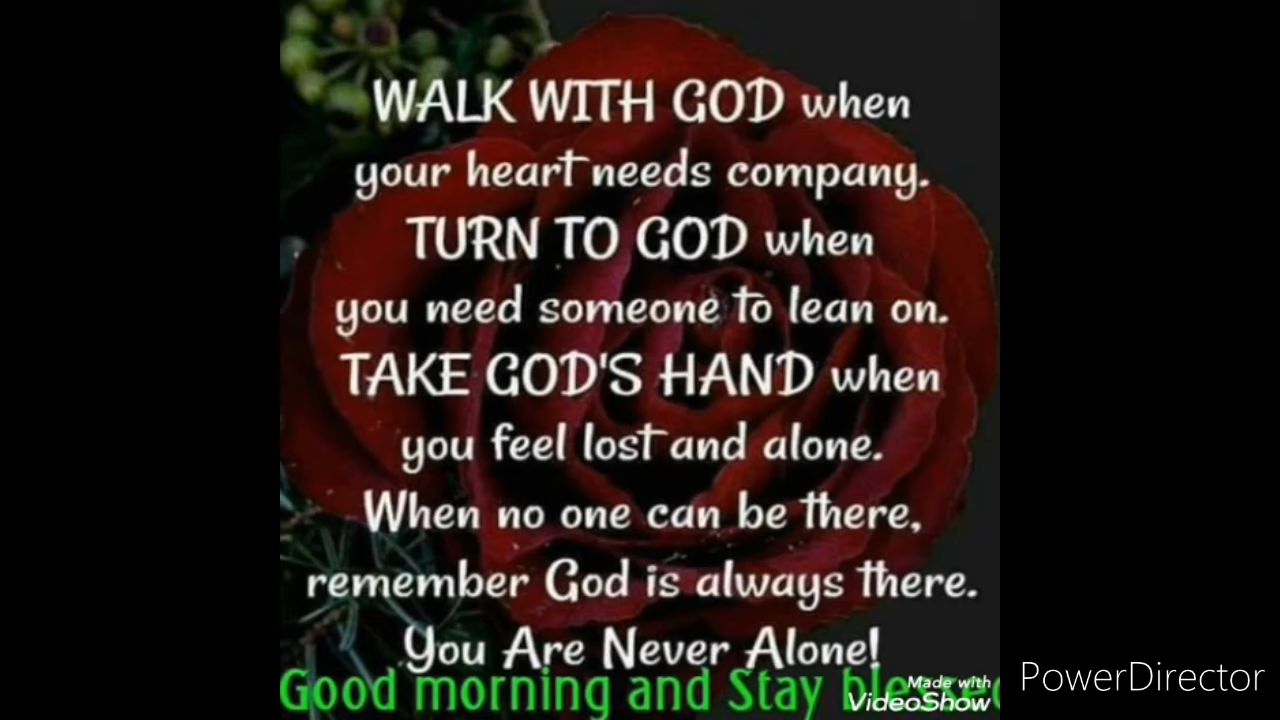 WALK WITH GOD when
your heart needs company.
TURN TO GOD when
you need someone to lean on.
TAKE GOD'S HAND when
you feel lost and alone.
When no one can be there,
remember God is always there.
You Are Never Alone!
Good morning and Stay blessed
Made with
VideoShow
PowerDirector